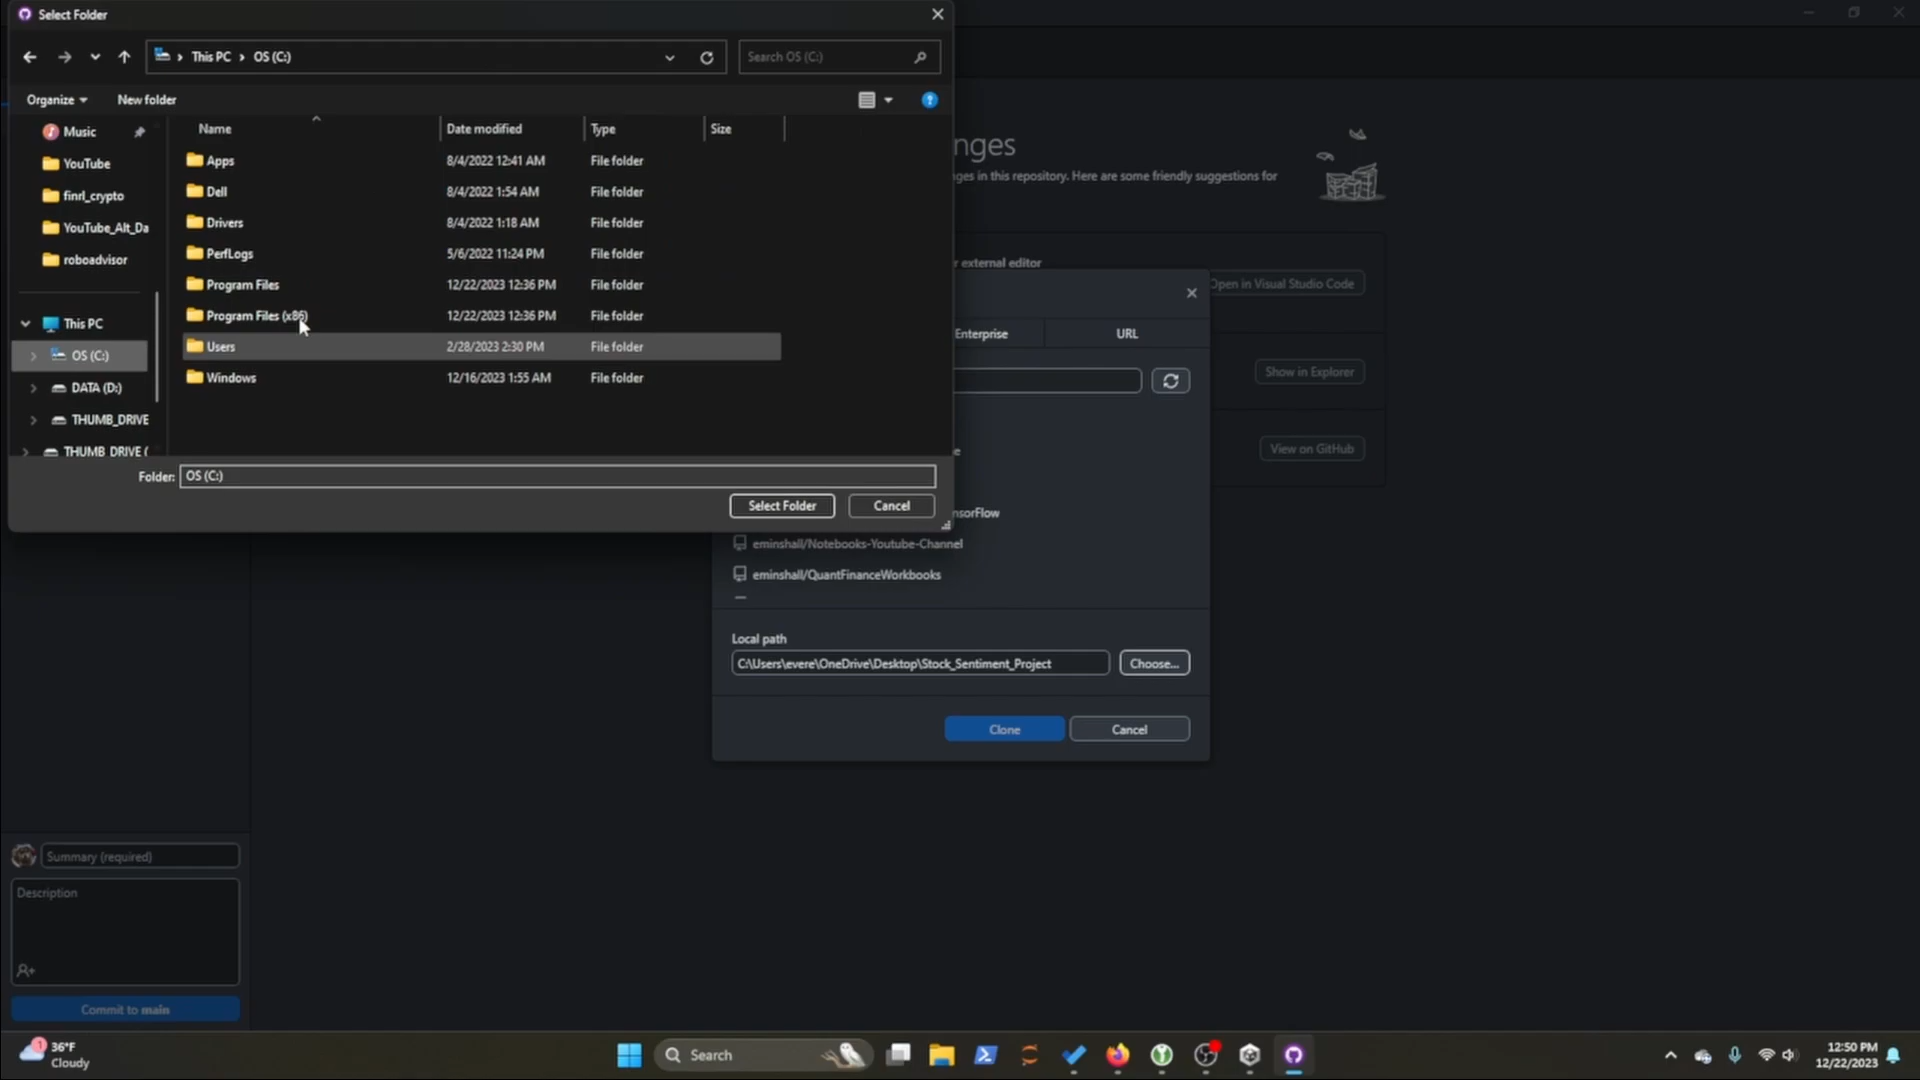 Select Folder
This PC > OS (C:)
Search OS (C:)
Organize
New folder
Music
YouTube
finrl_crypto
YouTube_Alt_Da
roboadvisor
This PC
OS (C:)
DATA (D:)
THUMB_DRIVE
THUMB_DRIVE (
Name Date modified Type Size
Apps 8/4/2022 12:41 AM File folder
Dell 8/4/2022 1:54 AM File folder
Drivers 8/4/2022 1:18 AM File folder
PerfLogs 5/6/2022 11:24 PM File folder
Program Files 12/22/2023 12:36 PM File folder
Program Files (x86) 12/22/2023 12:36 PM File folder
Users 2/28/2023 2:30 PM File folder
Windows 12/16/2023 1:55 AM File folder
Folder: OS (C:)
Select Folder
Cancel
nges
ges in this repository. Here are some friendly suggestions for
r external editor
Open in Visual Studio Code
Show in Explorer
View on GitHub
Enterprise
URL
e
nsorFlow
eminshall/Notebooks-Youtube-Channel
eminshall/QuantFinanceWorkbooks
Local path
C:\Users\evere\OneDrive\Desktop\Stock_Sentiment_Project
Choose...
Clone
Cancel
Summary (required)
Description
Commit to main
1
36°F
Cloudy
Search
12:50 PM
12/22/2023